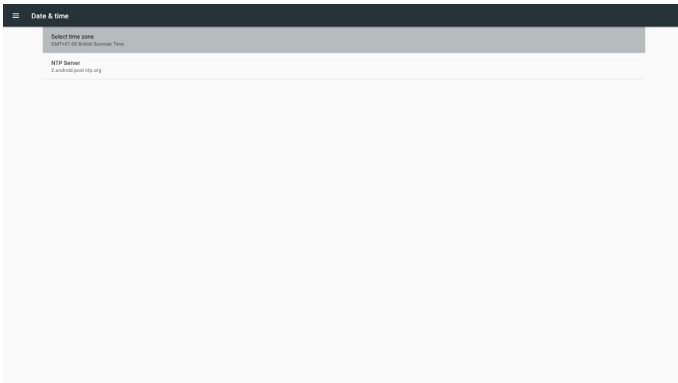 Date & time
Select time zone
GMT+01:00 British Summer Time
NTP Server
2.android.pool.ntp.org